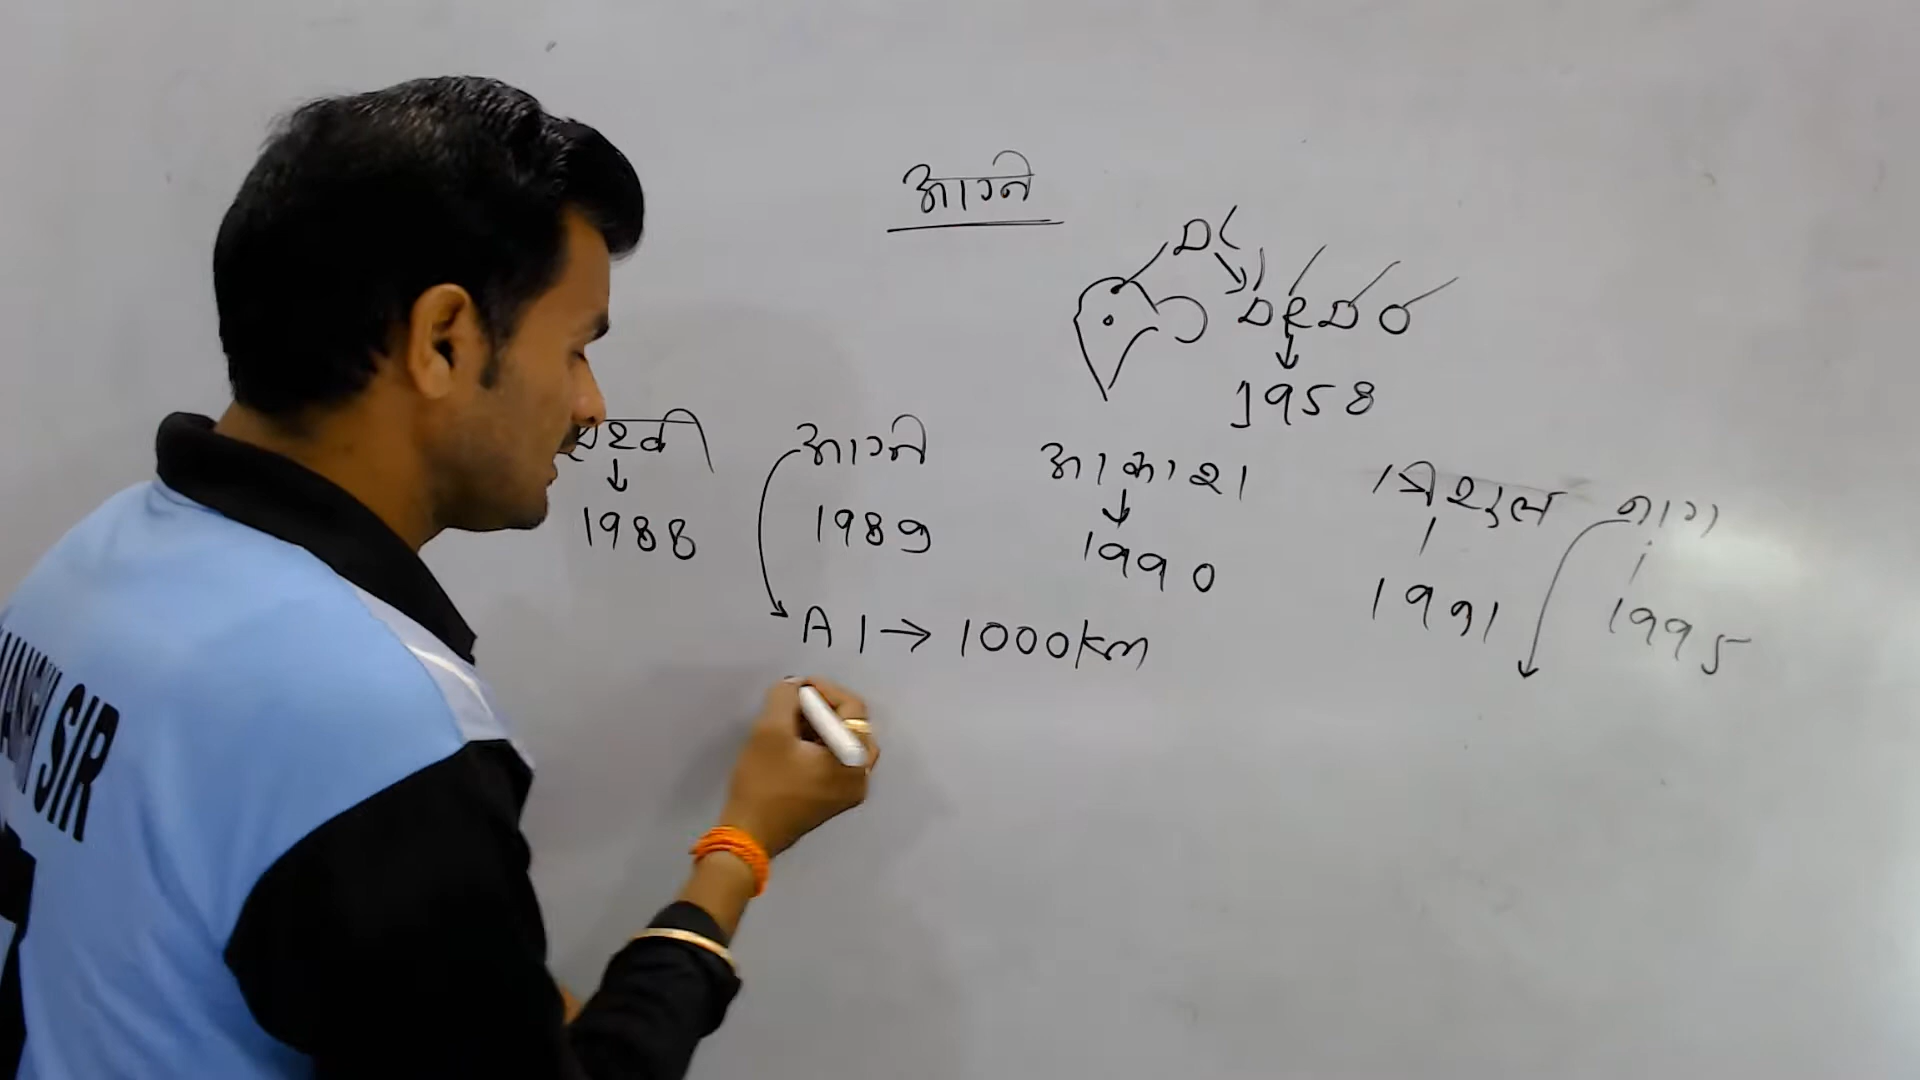 अग्नि
D
DRDO
1958
अग्नि
आकाश
त्रिशूल
नाग
1988
1989
1990
1991
1995
A1 → 1000km
SIR